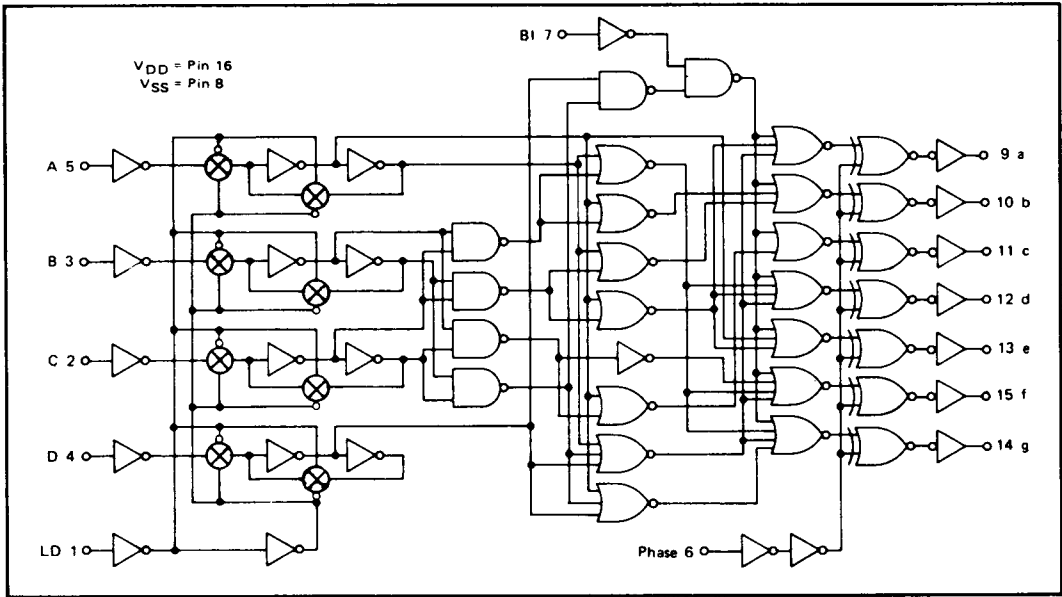 BI 7
VDD = Pin 16
VSS = Pin 8
A 5
9 a
10 b
B 3
11 c
12 d
C 2
13 e
15 f
D 4
14 g
LD 1
Phase 6